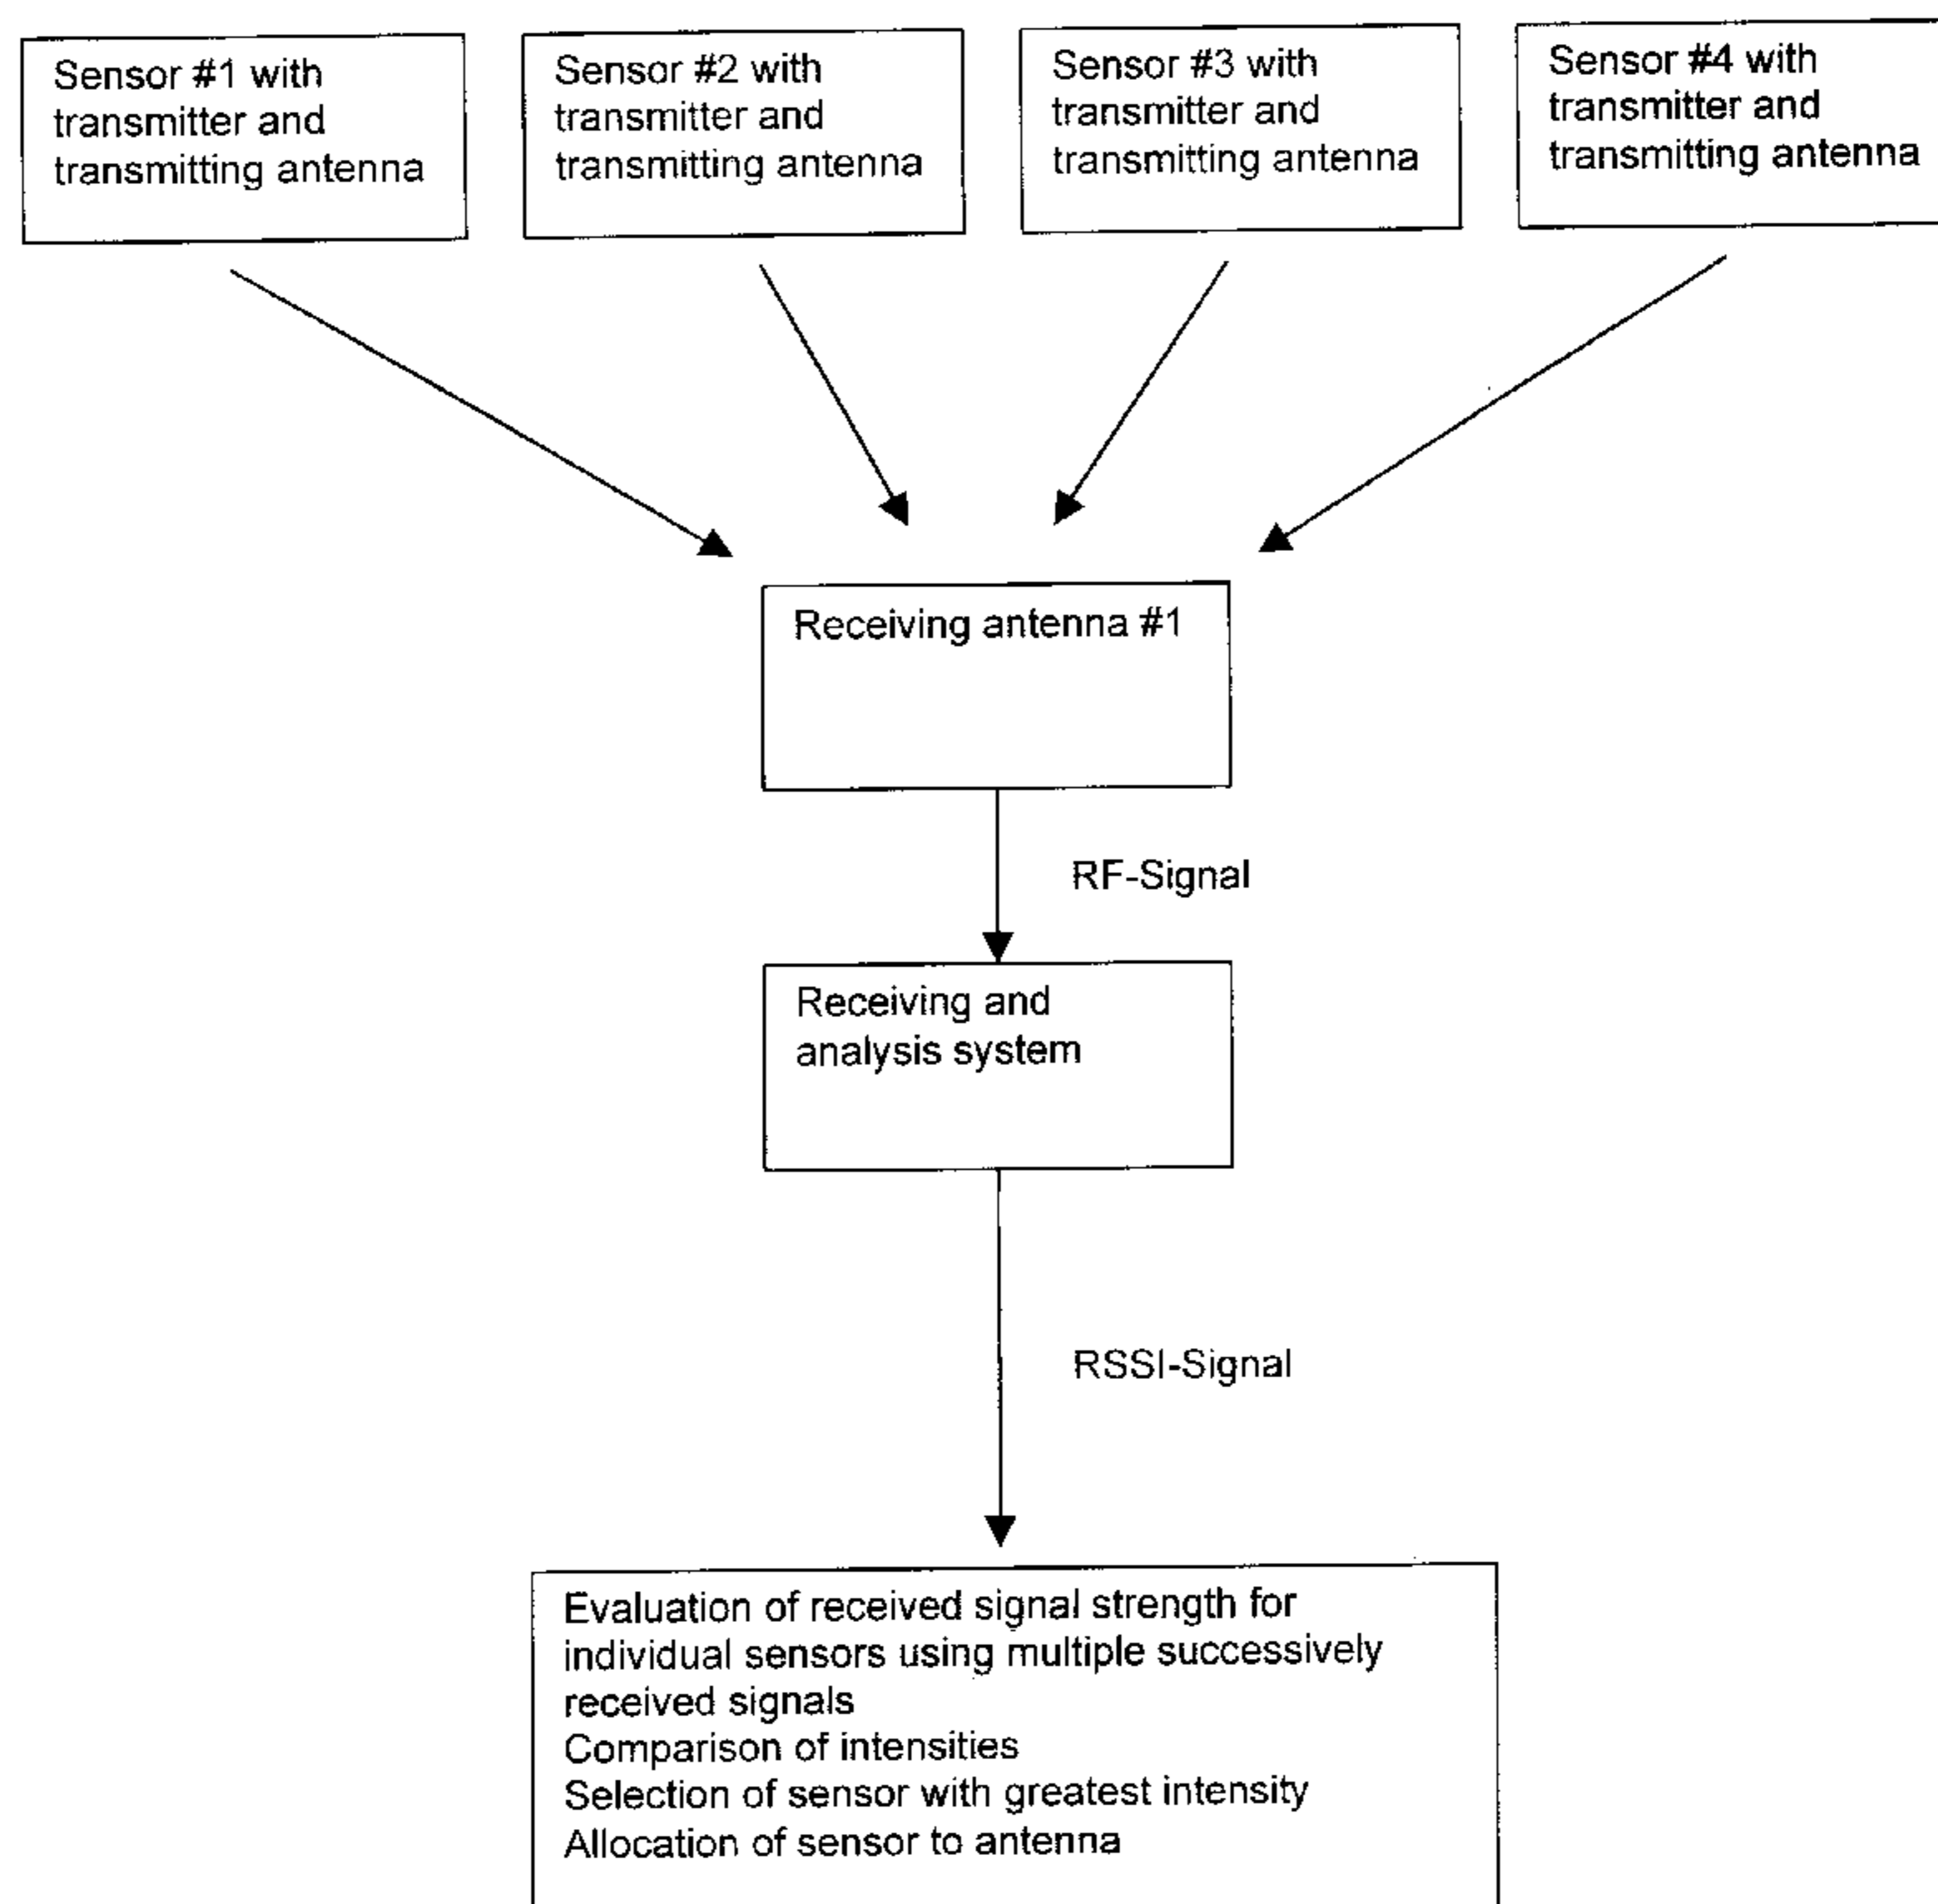 Sensor #1 with
transmitter and
transmitting antenna
Sensor #2 with
transmitter and
transmitting antenna
Sensor #3 with
transmitter and
transmitting antenna
Sensor #4 with
transmitter and
transmitting antenna
Receiving antenna #1
RF-Signal
Receiving and
analysis system
RSSI-Signal
Evaluation of received signal strength for
individual sensors using multiple successively
received signals
Comparison of intensities
Selection of sensor with greatest intensity
Allocation of sensor to antenna